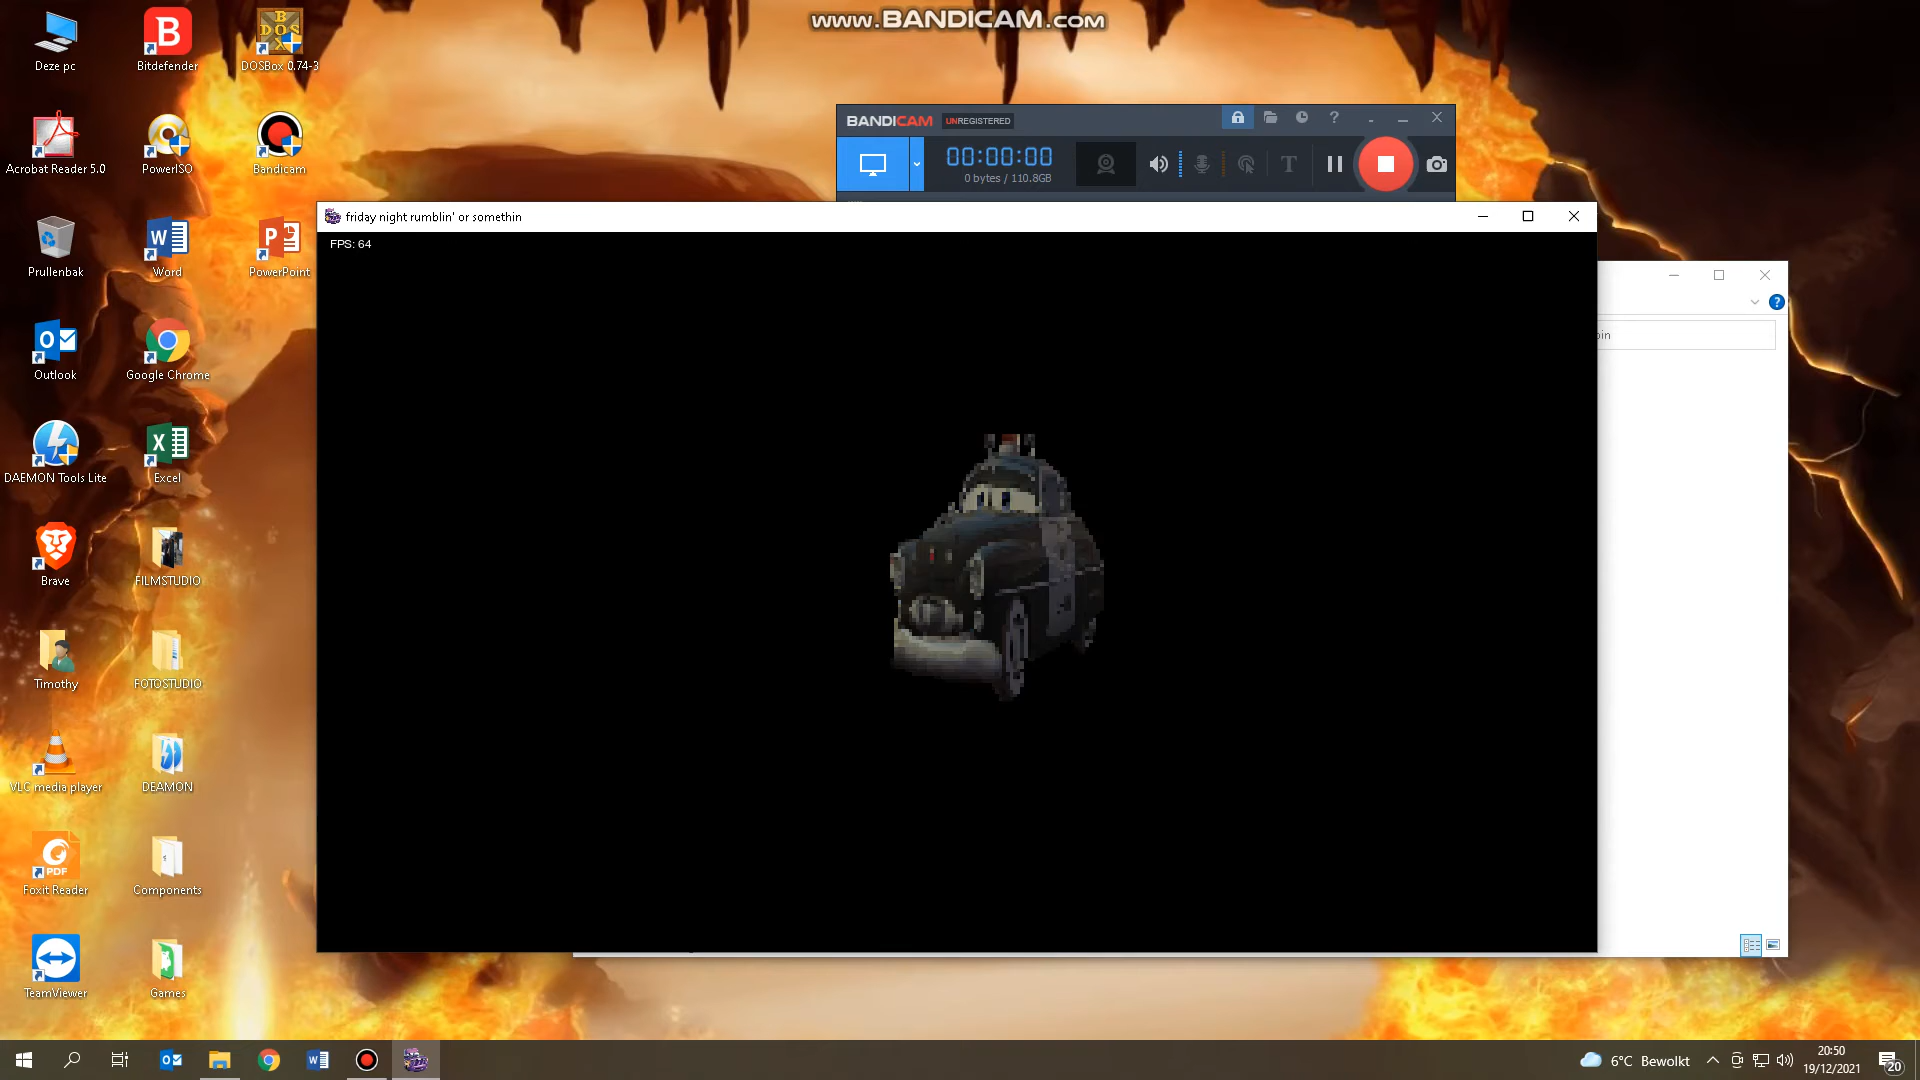 www.BANDICAM.com
Deze pc
Bitdefender
DOSBox 0.74-3
BANDICAM UNREGISTERED
00:00:00
0 bytes / 110.8GB
Acrobat Reader 5.0
PowerISO
Bandicam
friday night rumblin' or somethin
FPS: 64
Prullenbak
Word
PowerPoint
bin
Outlook
Google Chrome
DAEMON Tools Lite
Excel
Brave
FILMSTUDIO
Timothy
FOTOSTUDIO
VLC media player
DEAMON
Foxit Reader
Components
TeamViewer
Games
6°C Bewolkt
20:50
19/12/2021
20